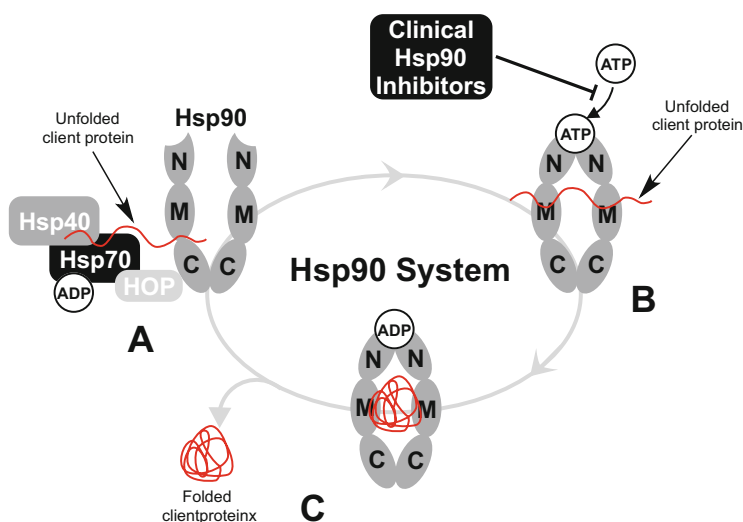 Clinical
Hsp90
Inhibitors
ATP
Unfolded
client protein
Hsp90
ATP
Unfolded
client protein
N
N
N
N
Hsp40
M
M
M
M
Hsp70
C
C
C
C
Hsp90 System
ADP
HOP
A
B
ADP
N
N
M
M
C
C
Folded
clientproteinx
C